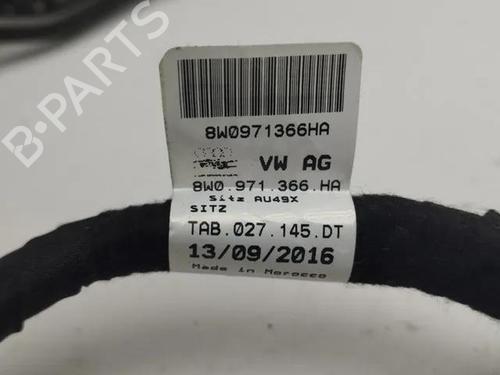 8W0971366HA
VW AG
8W0.971.366.HA
Sitz AU49X
SITZ
TAB.027.145.DT
13/09/2016
Made in Morocco